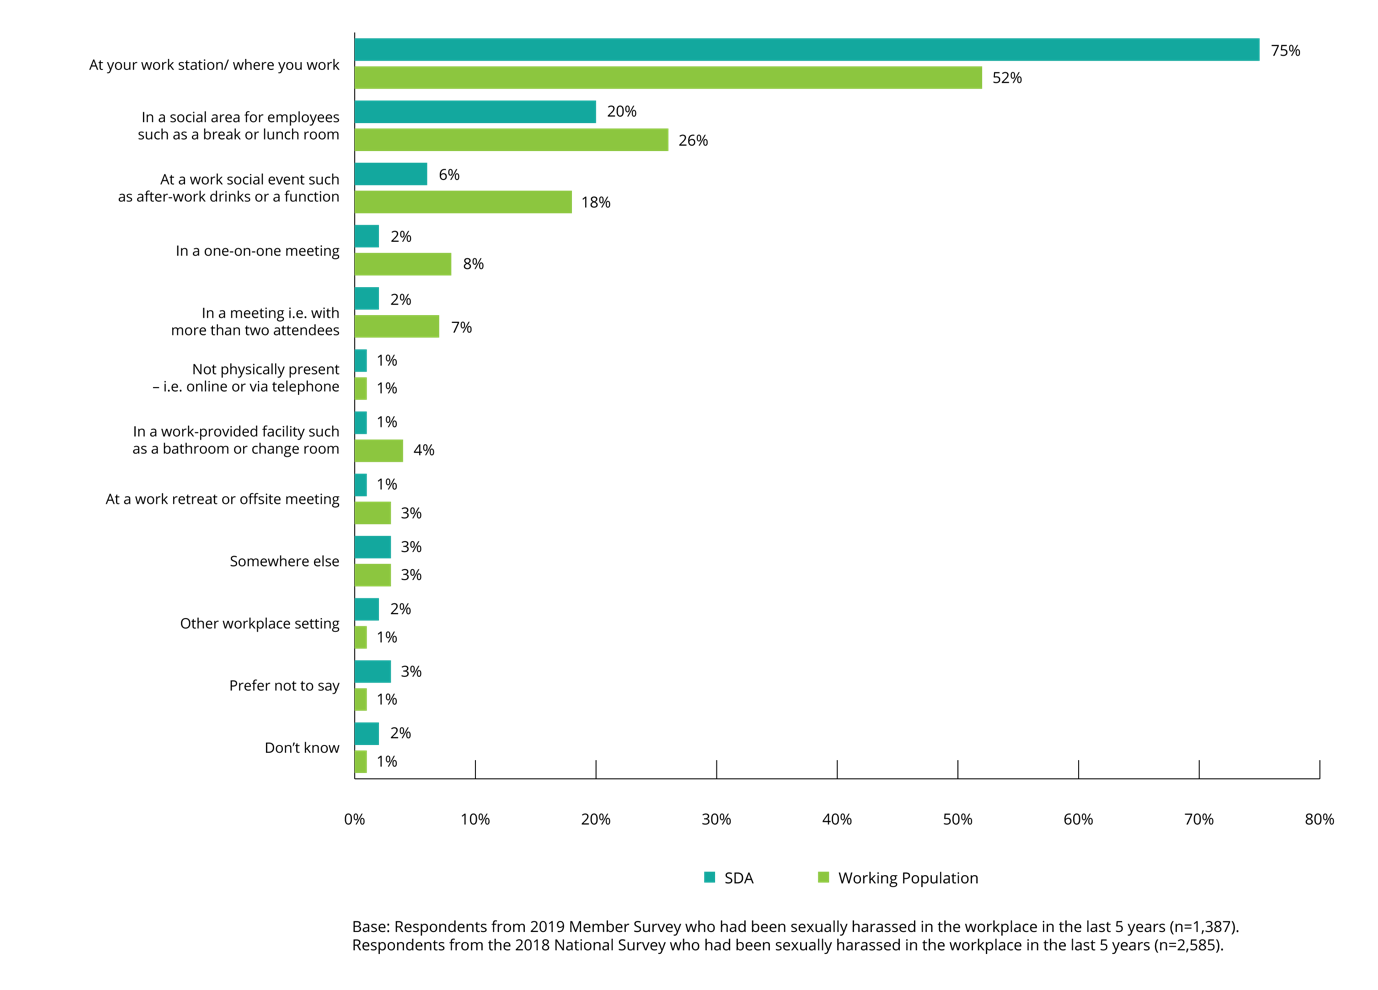 At your work station/ where you work
75%
52%
In a social area for employees
such as a break or lunch room
20%
26%
At a work social event such
as after-work drinks or a function
6%
18%
In a one-on-one meeting
2%
8%
In a meeting i.e. with
more than two attendees
2%
7%
Not physically present
– i.e. online or via telephone
1%
1%
In a work-provided facility such
as a bathroom or change room
1%
4%
At a work retreat or offsite meeting
1%
3%
Somewhere else
3%
3%
Other workplace setting
2%
1%
Prefer not to say
3%
1%
Don’t know
2%
1%
0% 10% 20% 30% 40% 50% 60% 70% 80%
SDA Working Population
Base: Respondents from 2019 Member Survey who had been sexually harassed in the workplace in the last 5 years (n=1,387).
Respondents from the 2018 National Survey who had been sexually harassed in the workplace in the last 5 years (n=2,585).